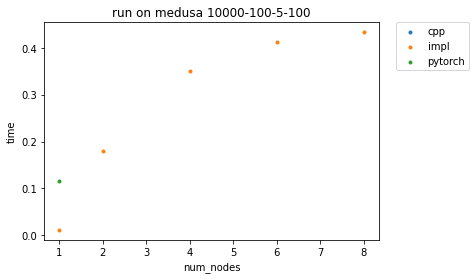 run on medusa 10000-100-5-100
cpp
impl
pytorch
0.4
0.3
0.2
0.1
0.0
time
1 2 3 4 5 6 7 8
num_nodes